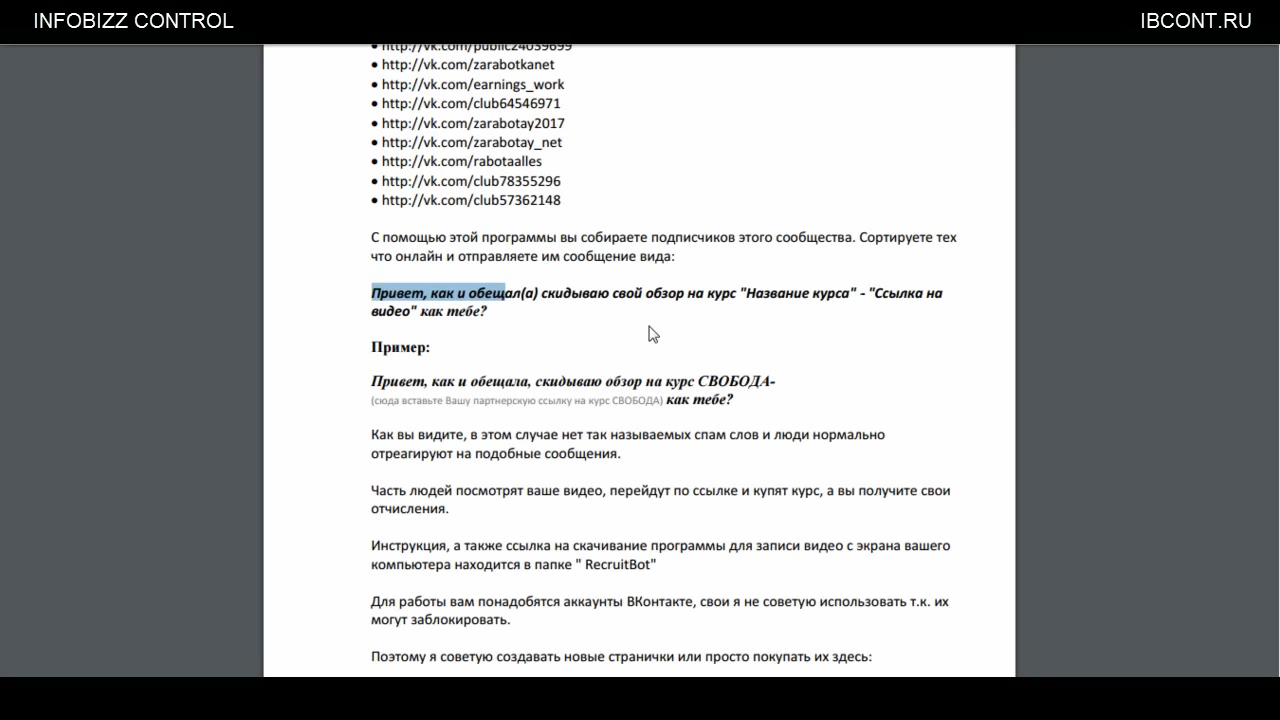 INFOBIZZ CONTROL
IBCONT.RU
• http://vk.com/public24039699
• http://vk.com/zarabotkanet
• http://vk.com/earnings_work
• http://vk.com/club64546971
• http://vk.com/zarabotay2017
• http://vk.com/zarabotay_net
• http://vk.com/rabotaalles
• http://vk.com/club78355296
• http://vk.com/club57362148
С помощью этой программы вы собираете подписчиков этого сообщества. Сортируете тех
что онлайн и отправляете им сообщение вида:
Привет, как и обещал(а) скидываю свой обзор на курс "Название курса" - "Ссылка на
видео" как тебе?
Пример:
Привет, как и обещала, скидываю обзор на курс СВОБОДА-
(сюда вставьте Вашу партнерскую ссылку на курс СВОБОДА) как тебе?
Как вы видите, в этом случае нет так называемых спам слов и люди нормально
отреагируют на подобные сообщения.
Часть людей посмотрят ваше видео, перейдут по ссылке и купят курс, а вы получите свои
отчисления.
Инструкция, а также ссылка на скачивание программы для записи видео с экрана вашего
компьютера находится в папке " RecruitBot"
Для работы вам понадобятся аккаунты ВКонтакте, свои я не советую использовать т.к. их
могут заблокировать.
Поэтому я советую создавать новые странички или просто покупать их здесь: